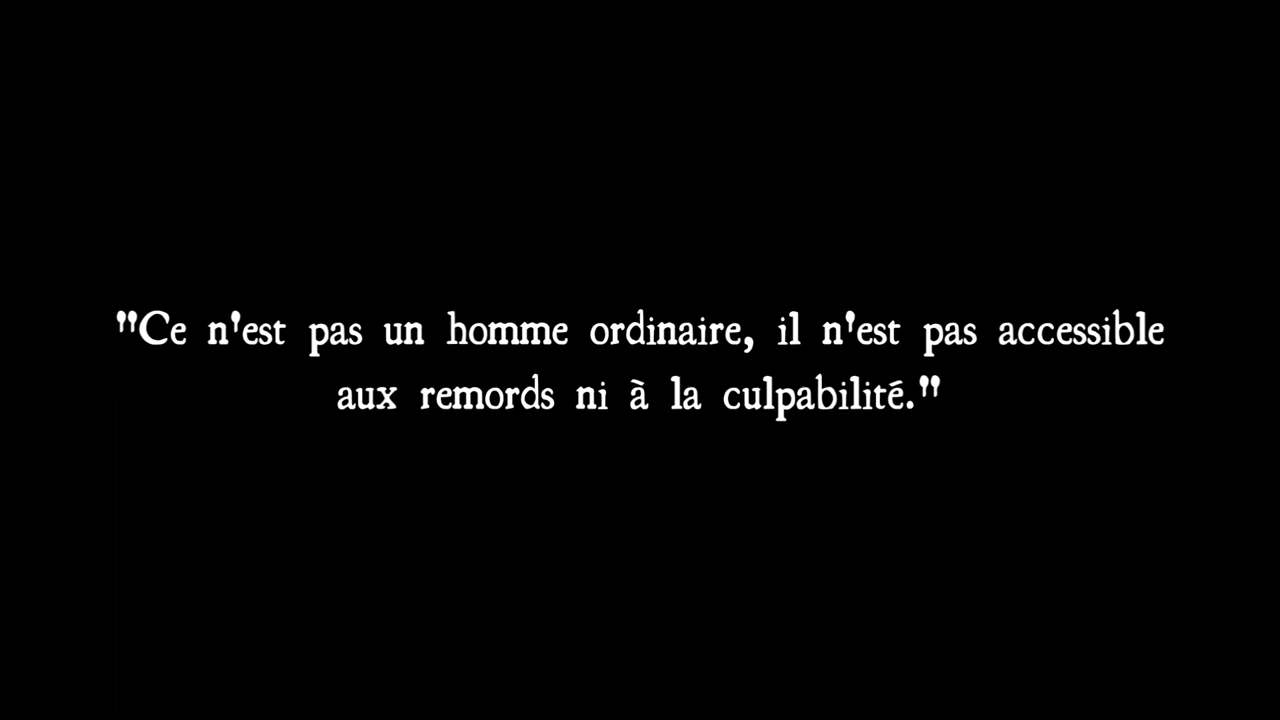 "Ce n'est pas un homme ordinaire, il n'est pas accessible
aux remords ni à la culpabilité."